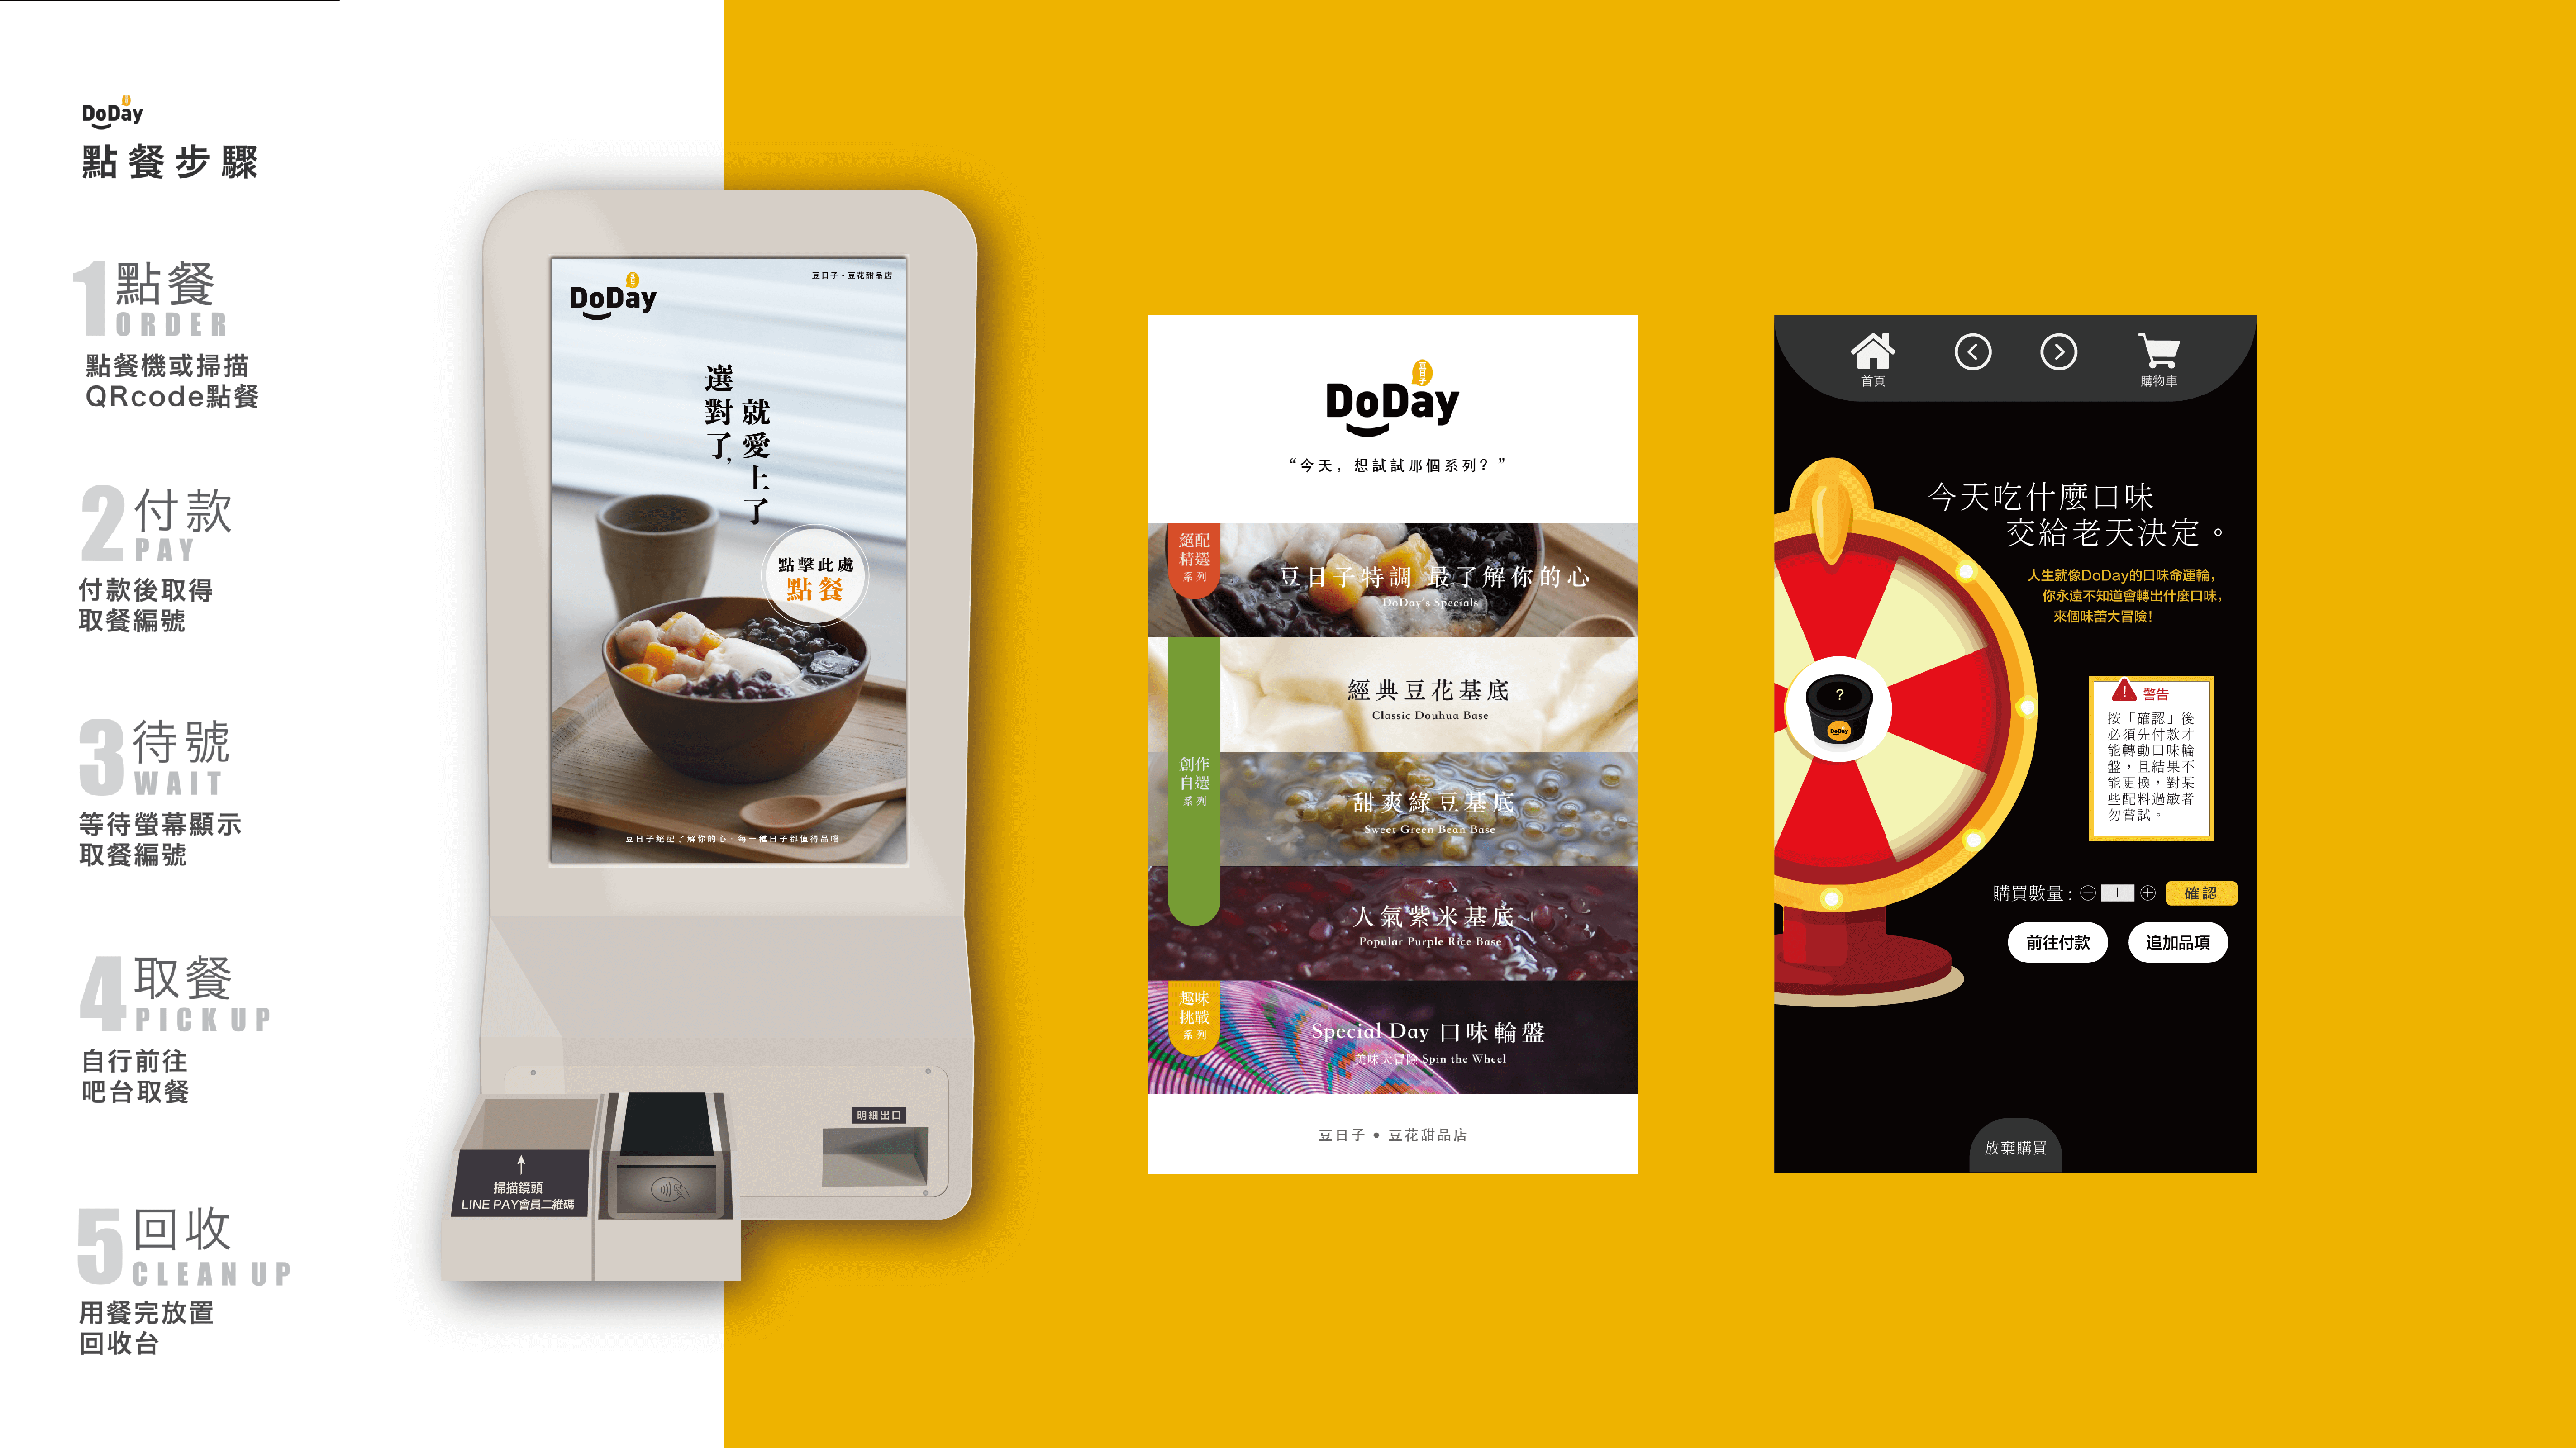 DoDay
點餐步驟
1 點餐
ORDER
點餐機或掃描
QRcode點餐
2 付款
PAY
付款後取得
取餐編號
3 待號
WAIT
等待螢幕顯示
取餐編號
4 取餐
PICK UP
自行前往
吧台取餐
5 回收
CLEAN UP
用餐完放置
回收台
DoDay
豆日子•豆花甜品店
選對了,
就愛上了
點擊此處
點餐
豆日子絕配了解你的心，每一種日子都值得品嚐
明細出口
掃描鏡頭
LINE PAY會員二維碼
豆日子
DoDay
“今天, 想試試那個系列? ”
絕配
精選
系列
豆日子特調 最了解你的心
DoDay's Specials
創作
自選
系列
經典豆花基底
Classic Douhua Base
甜爽綠豆基底
Sweet Green Bean Base
人氣紫米基底
Popular Purple Rice Base
趣味
挑戰
系列
Special Day 口味輪盤
美味大冒險 Spin the Wheel
豆日子 • 豆花甜品店
首頁
購物車
今天吃什麼口味
交給老天決定。
人生就像DoDay的口味命運輪,
你永遠不知道會轉出什麼口味,
來個味蕾大冒險!
?
DoDay
! 警告
按「確認」後
必須先付款才
能轉動口味輪
盤，且結果不
能更換，對某
些配料過敏者
勿嘗試。
購買數量: 1 確認
前往付款
追加品項
放棄購買